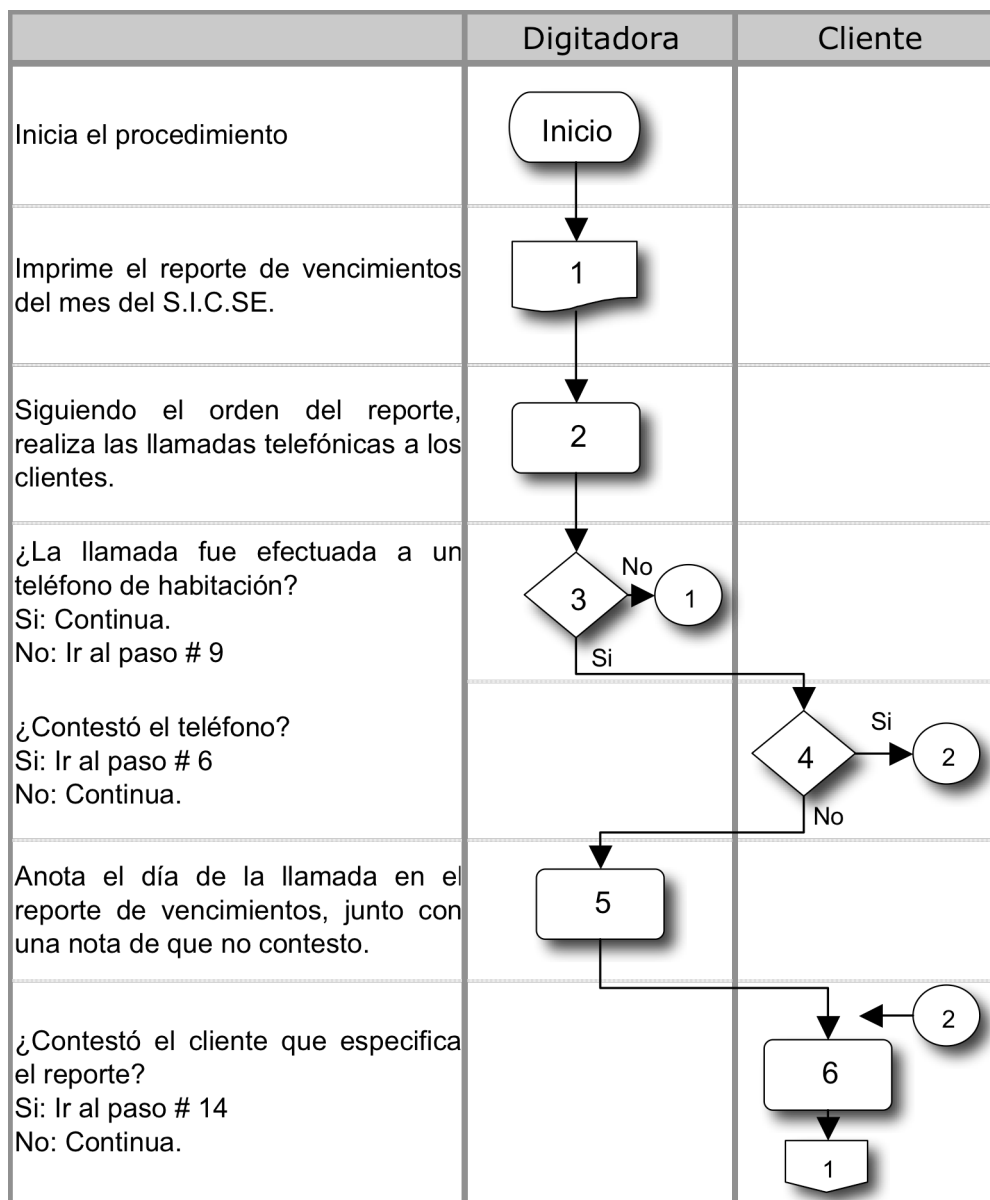 Digitadora Cliente
Inicia el procedimiento
Inicio
Imprime el reporte de vencimientos
del mes del S.I.C.SE.
1
Siguiendo el orden del reporte,
realiza las llamadas telefónicas a los
clientes.
2
¿La llamada fue efectuada a un
teléfono de habitación?
Si: Continua.
No: Ir al paso # 9
3
No
1
Si
¿Contestó el teléfono?
Si: Ir al paso # 6
No: Continua.
4
Si
2
No
Anota el día de la llamada en el
reporte de vencimientos, junto con
una nota de que no contesto.
5
¿Contestó el cliente que especifica
el reporte?
Si: Ir al paso # 14
No: Continua.
2
6
1